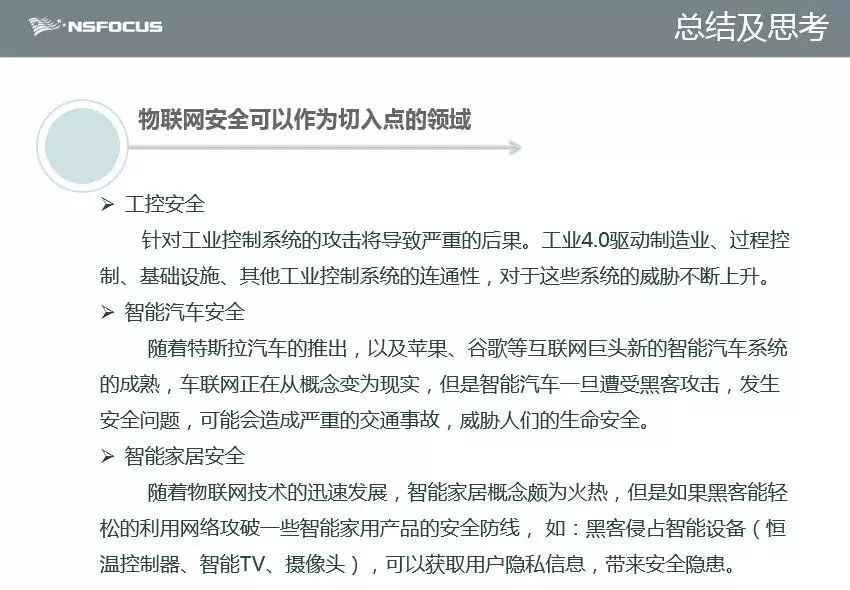 NSFOCUS
总结及思考
物联网安全可以作为切入点的领域
➢ 工控安全
针对工业控制系统的攻击将导致严重的后果。工业4.0驱动制造业、过程控
制、基础设施、其他工业控制系统的连通性，对于这些系统的威胁不断上升。
➢ 智能汽车安全
随着特斯拉汽车的推出，以及苹果、谷歌等互联网巨头新的智能汽车系统
的成熟，车联网正在从概念变为现实，但是智能汽车一旦遭受黑客攻击，发生
安全问题，可能会造成严重的交通事故，威胁人们的生命安全。
➢ 智能家居安全
随着物联网技术的迅速发展，智能家居概念颇为火热，但是如果黑客能轻
松的利用网络攻破一些智能家用产品的安全防线， 如：黑客侵占智能设备（恒
温控制器、智能TV、摄像头），可以获取用户隐私信息，带来安全隐患。